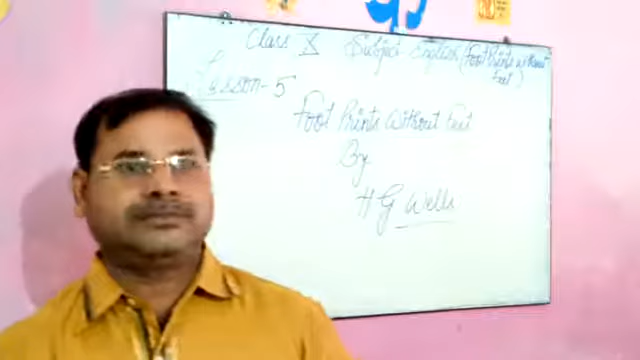 Class X Subject English (Foot Prints without
Feet)
Lesson-5
Foot Prints Without Feet
By
H G Wells